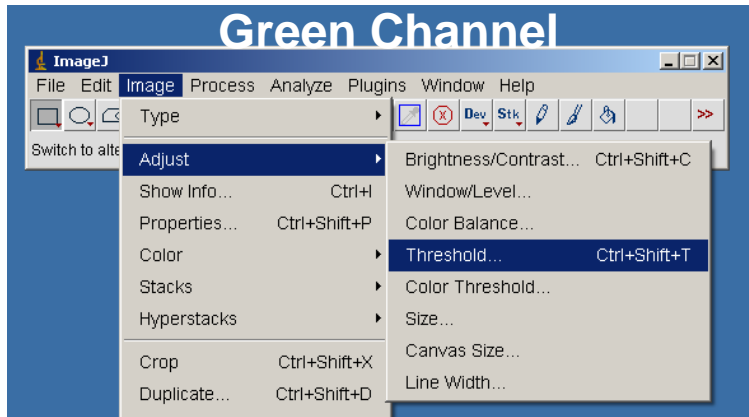 Green Channel
ImageJ
File Edit Image Process Analyze Plugins Window Help
Dev Stk >>
Switch to alte
Type
Adjust
Show Info... Ctrl+I
Properties... Ctrl+Shift+P
Color
Stacks
Hyperstacks
Crop Ctrl+Shift+X
Duplicate... Ctrl+Shift+D
Brightness/Contrast... Ctrl+Shift+C
Window/Level...
Color Balance...
Threshold... Ctrl+Shift+T
Color Threshold...
Size...
Canvas Size...
Line Width...